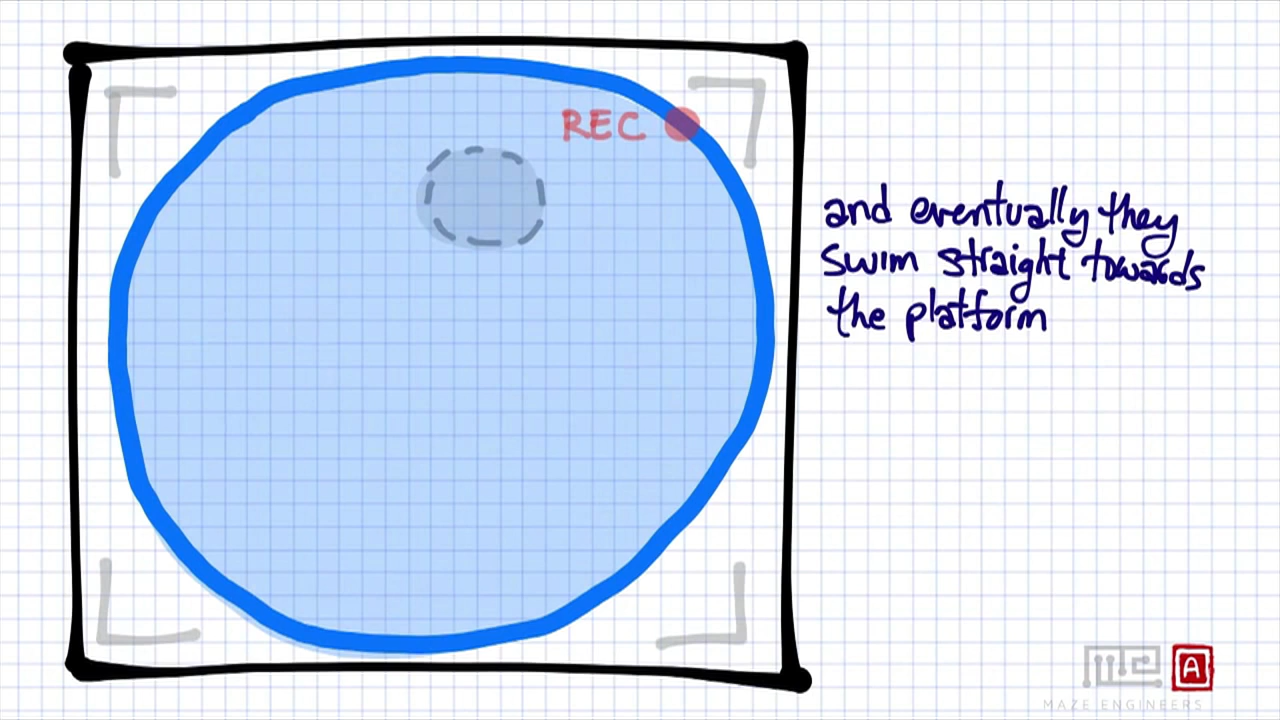 REC
and eventually they
swim straight towards
the platform
A
MAZE ENGINEERS